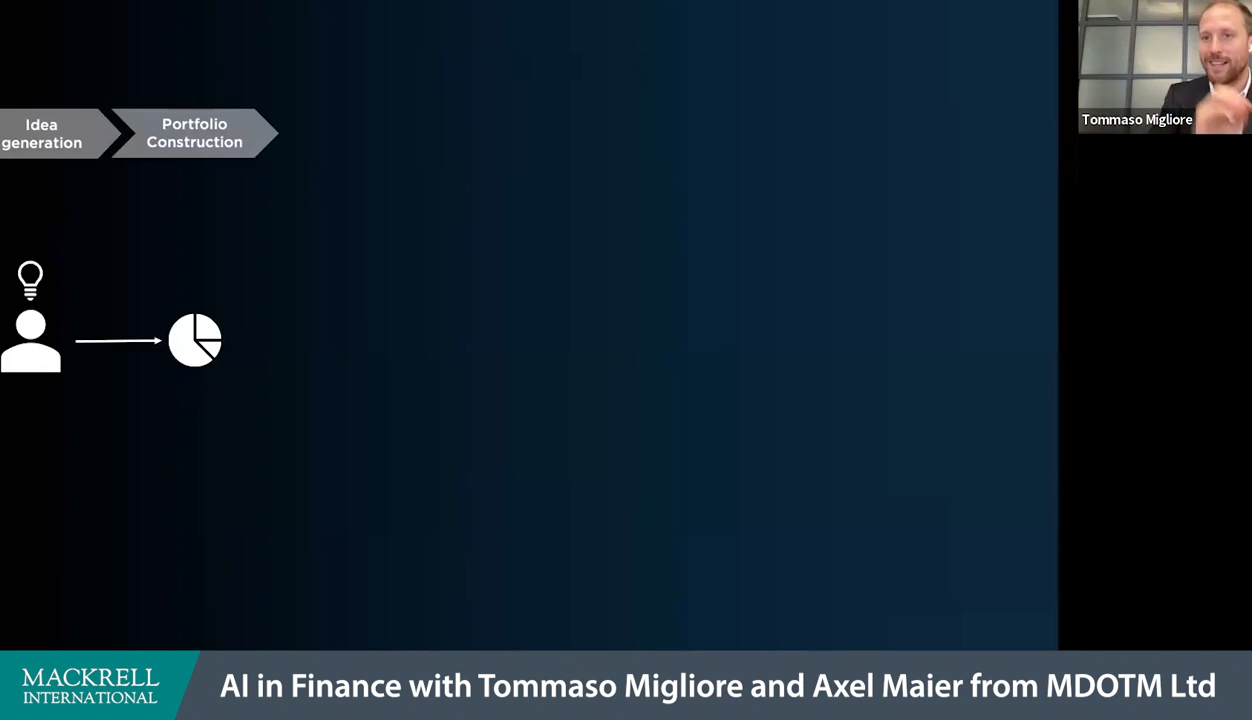 Idea
generation
Portfolio
Construction
Tommaso Migliore
MACKRELL
INTERNATIONAL
AI in Finance with Tommaso Migliore and Axel Maier from MDOTM Ltd